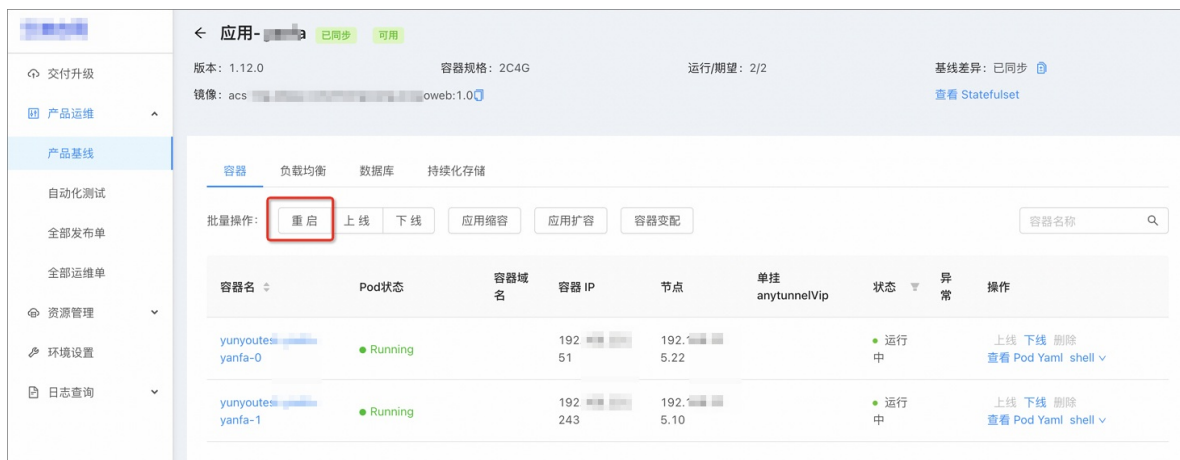 应用-
已同步
可用
版本：1.12.0
容器规格：2C4G
运行/期望：2/2
基线差异：已同步
镜像：acs
oweb:1.0
查看 Statefulset
交付升级
产品运维
产品基线
自动化测试
全部发布单
全部运维单
资源管理
环境设置
日志查询
容器
负载均衡
数据库
持续化存储
批量操作：
重启
上线
下线
应用缩容
应用扩容
容器变配
容器名称
容器名
Pod状态
容器域
名
容器 IP
节点
单挂
anytunnelVip
状态
异
常
操作
yunyoutes
yanfa-0
Running
192
51
192.
5.22
运行
中
上线 下线 删除
查看 Pod Yaml shell
yunyoutes
yanfa-1
Running
192
243
192.
5.10
运行
中
上线 下线 删除
查看 Pod Yaml shell